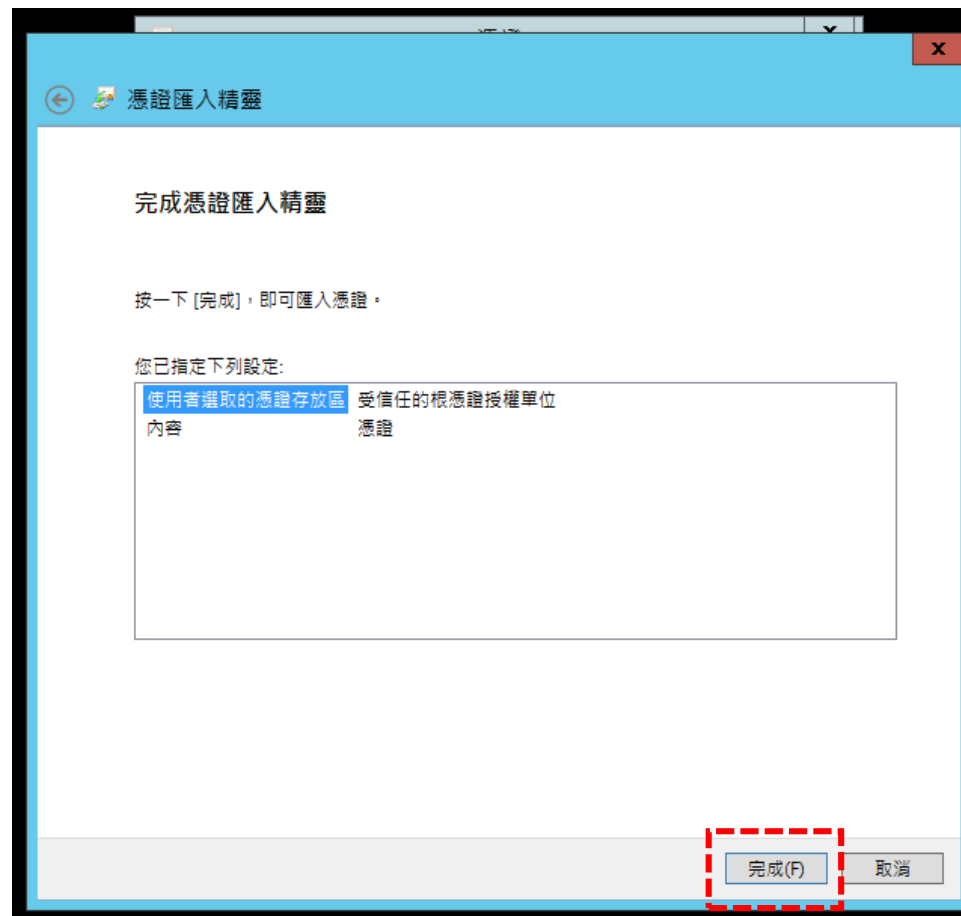 憑證匯入精靈
完成憑證匯入精靈
按一下 [完成]，即可匯入憑證。
您已指定下列設定:
使用者選取的憑證存放區 受信任的根憑證授權單位
內容 憑證
完成(F) 取消